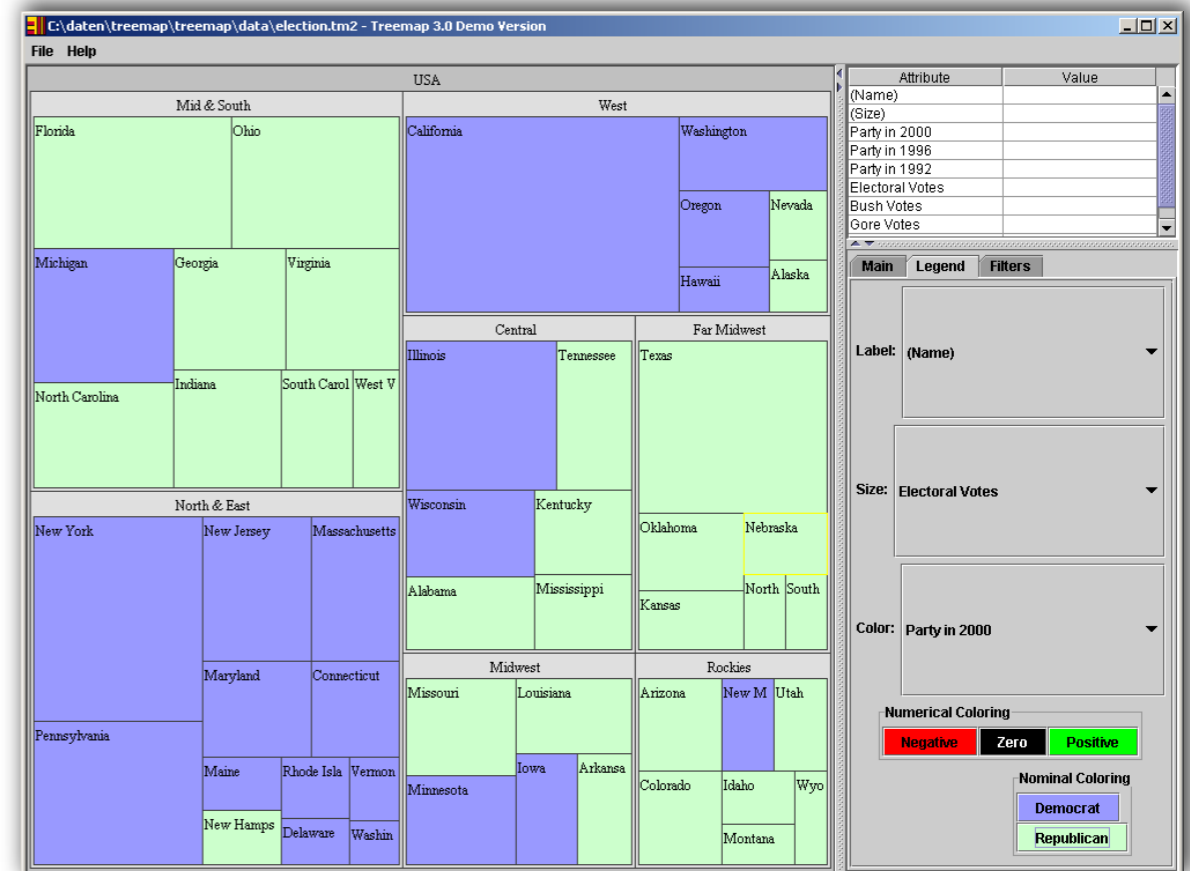 C:\daten\treemap\treemap\data\election.tm2 - Treemap 3.0 Demo Version
File Help
USA
Mid & South
Florida Ohio
Michigan Georgia Virginia
North Carolina Indiana South Carol West V
North & East
New York New Jersey Massachusetts
Maryland Connecticut
Pennsylvania
Maine Rhode Isla Vermon
New Hamps Delaware Washin
West
California Washington
Oregon Nevada
Hawaii Alaska
Central
Illinois Tennessee
Wisconsin Kentucky
Alabama Mississippi
Far Midwest
Texas
Oklahoma Nebraska
Kansas North South
Midwest
Missouri Louisiana
Minnesota Iowa Arkansa
Rockies
Arizona New M Utah
Colorado Idaho Wyo
Montana
Attribute Value
(Name)
(Size)
Party in 2000
Party in 1996
Party in 1992
Electoral Votes
Bush Votes
Gore Votes
Main Legend Filters
Label: (Name)
Size: Electoral Votes
Color: Party in 2000
Numerical Coloring
Negative Zero Positive
Nominal Coloring
Democrat
Republican